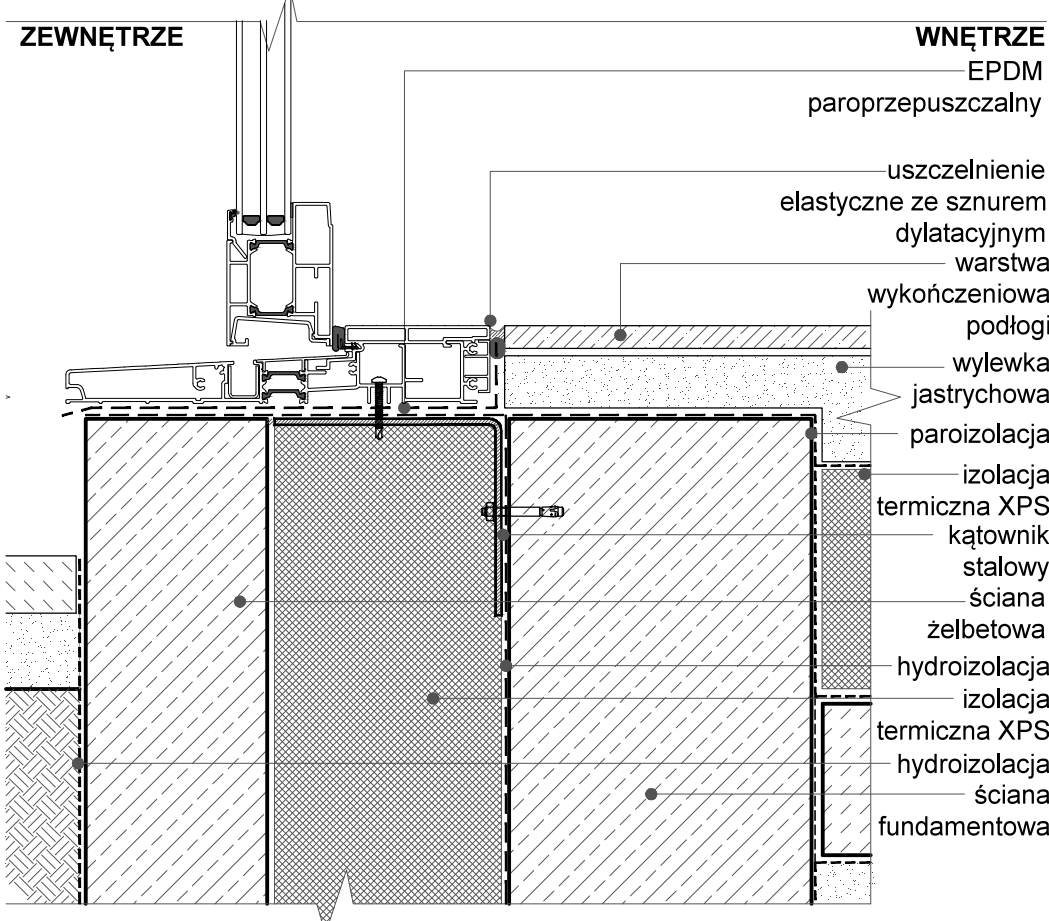 ZEWNĘTRZE
WNĘTRZE
EPDM
paroprzepuszczalny
uszczelnienie
elastyczne ze sznurem
dylatacyjnym
warstwa
wykończeniowa
podłogi
wylewka
jastrychowa
paroizolacja
izolacja
termiczna XPS
kątownik
stalowy
ściana
żelbetowa
hydroizolacja
izolacja
termiczna XPS
hydroizolacja
ściana
fundamentowa